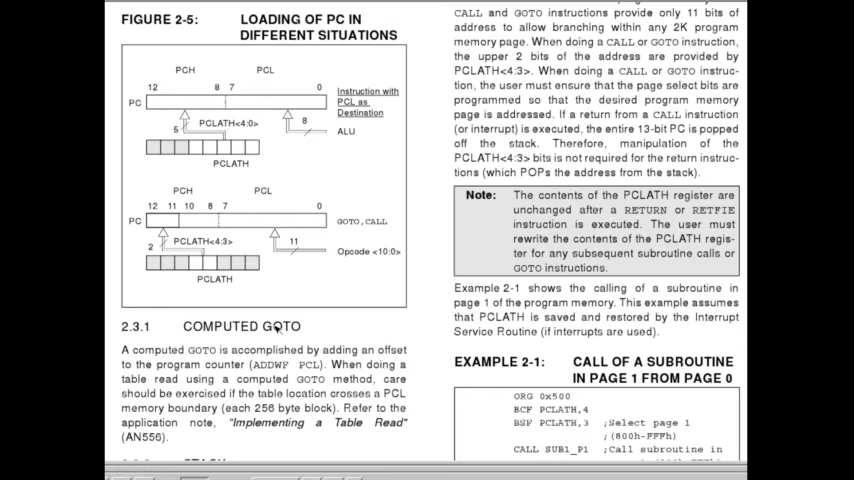 FIGURE 2-5: LOADING OF PC IN
DIFFERENT SITUATIONS
PCH PCL
12 8 7 0
PC
Instruction with
PCL as
Destination
PCLATH<4:0>
5
8
ALU
PCLATH
PCH PCL
12 11 10 8 7 0
PC
GOTO,CALL
PCLATH<4:3>
2
11
Opcode <10:0>
PCLATH
2.3.1 COMPUTED GOTO
A computed GOTO is accomplished by adding an offset
to the program counter (ADDWF PCL). When doing a
table read using a computed GOTO method, care
should be exercised if the table location crosses a PCL
memory boundary (each 256 byte block). Refer to the
application note, "Implementing a Table Read"
(AN556).
CALL and GOTO instructions provide only 11 bits of
address to allow branching within any 2K program
memory page. When doing a CALL or GOTO instruction,
the upper 2 bits of the address are provided by
PCLATH<4:3>. When doing a CALL or GOTO instruc-
tion, the user must ensure that the page select bits are
programmed so that the desired program memory
page is addressed. If a return from a CALL instruction
(or interrupt) is executed, the entire 13-bit PC is popped
off the stack. Therefore, manipulation of the
PCLATH<4:3> bits is not required for the return instruc-
tions (which POPs the address from the stack).
Note: The contents of the PCLATH register are
unchanged after a RETURN or RETFIE
instruction is executed. The user must
rewrite the contents of the PCLATH regis-
ter for any subsequent subroutine calls or
GOTO instructions.
Example 2-1 shows the calling of a subroutine in
page 1 of the program memory. This example assumes
that PCLATH is saved and restored by the Interrupt
Service Routine (if interrupts are used).
EXAMPLE 2-1: CALL OF A SUBROUTINE
IN PAGE 1 FROM PAGE 0
ORG 0x500
BCF PCLATH,4
BSF PCLATH,3 ;Select page 1
;(800h-FFFh)
CALL SUB1_P1 ;Call subroutine in